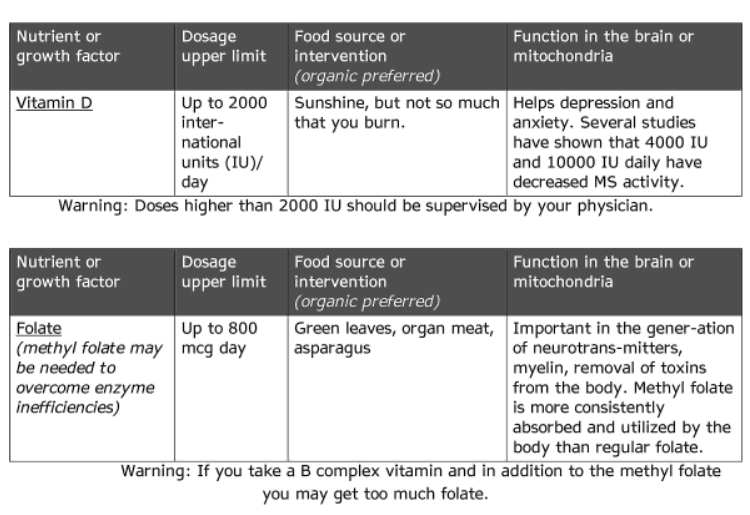 Nutrient or growth factor
Dosage upper limit
Food source or intervention (organic preferred)
Function in the brain or mitochondria
Vitamin D
Up to 2000 inter-
national
units (IU)/
day
Sunshine, but not so much
that you burn.
Helps depression and
anxiety. Several studies
have shown that 4000 IU
and 10000 IU daily have
decreased MS activity.
Warning: Doses higher than 2000 IU should be supervised by your physician.
Nutrient or growth factor
Dosage upper limit
Food source or intervention (organic preferred)
Function in the brain or mitochondria
Folate
(methyl folate may
be needed to
overcome enzyme
inefficiencies)
Up to 800
mcg day
Green leaves, organ meat,
asparagus
Important in the gener-ation
of neurotrans-mitters,
myelin, removal of toxins
from the body. Methyl folate
is more consistently
absorbed and utilized by the
body than regular folate.
Warning: If you take a B complex vitamin and in addition to the methyl folate
you may get too much folate.